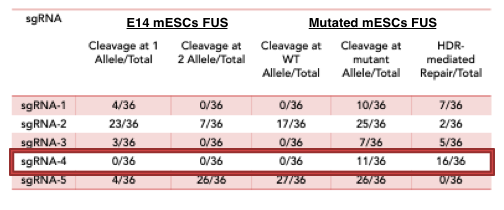 sgRNA E14 mESCs FUS Mutated mESCs FUS
Cleavage at 1 Cleavage at Cleavage at Cleavage at HDR-
Allele/Total 2 Allele/Total WT mutant mediated
Allele/Total Allele/Total Repair/Total
sgRNA-1 4/36 0/36 0/36 10/36 7/36
sgRNA-2 23/36 7/36 17/36 25/36 2/36
sgRNA-3 3/36 0/36 0/36 7/36 5/36
sgRNA-4 0/36 0/36 0/36 11/36 16/36
sgRNA-5 4/36 26/36 27/36 26/36 0/36